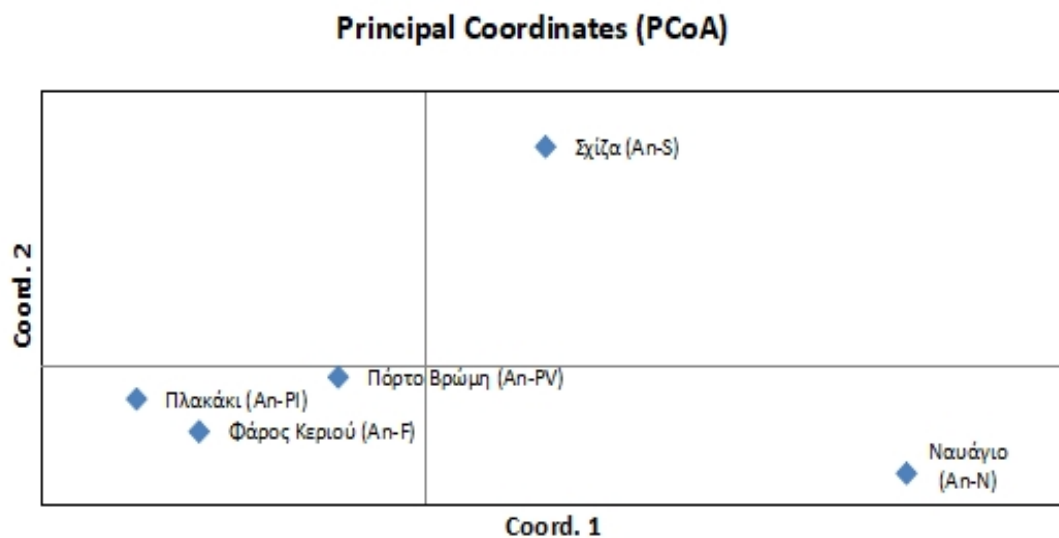 Principal Coordinates (PCoA)
Σχίζα (An-S)
Coord. 2
Πόρτο Βρώμη (An-PV)
Πλακάκι (An-Pl)
Φάρος Κεριού (An-F)
Ναυάγιο
(An-N)
Coord. 1